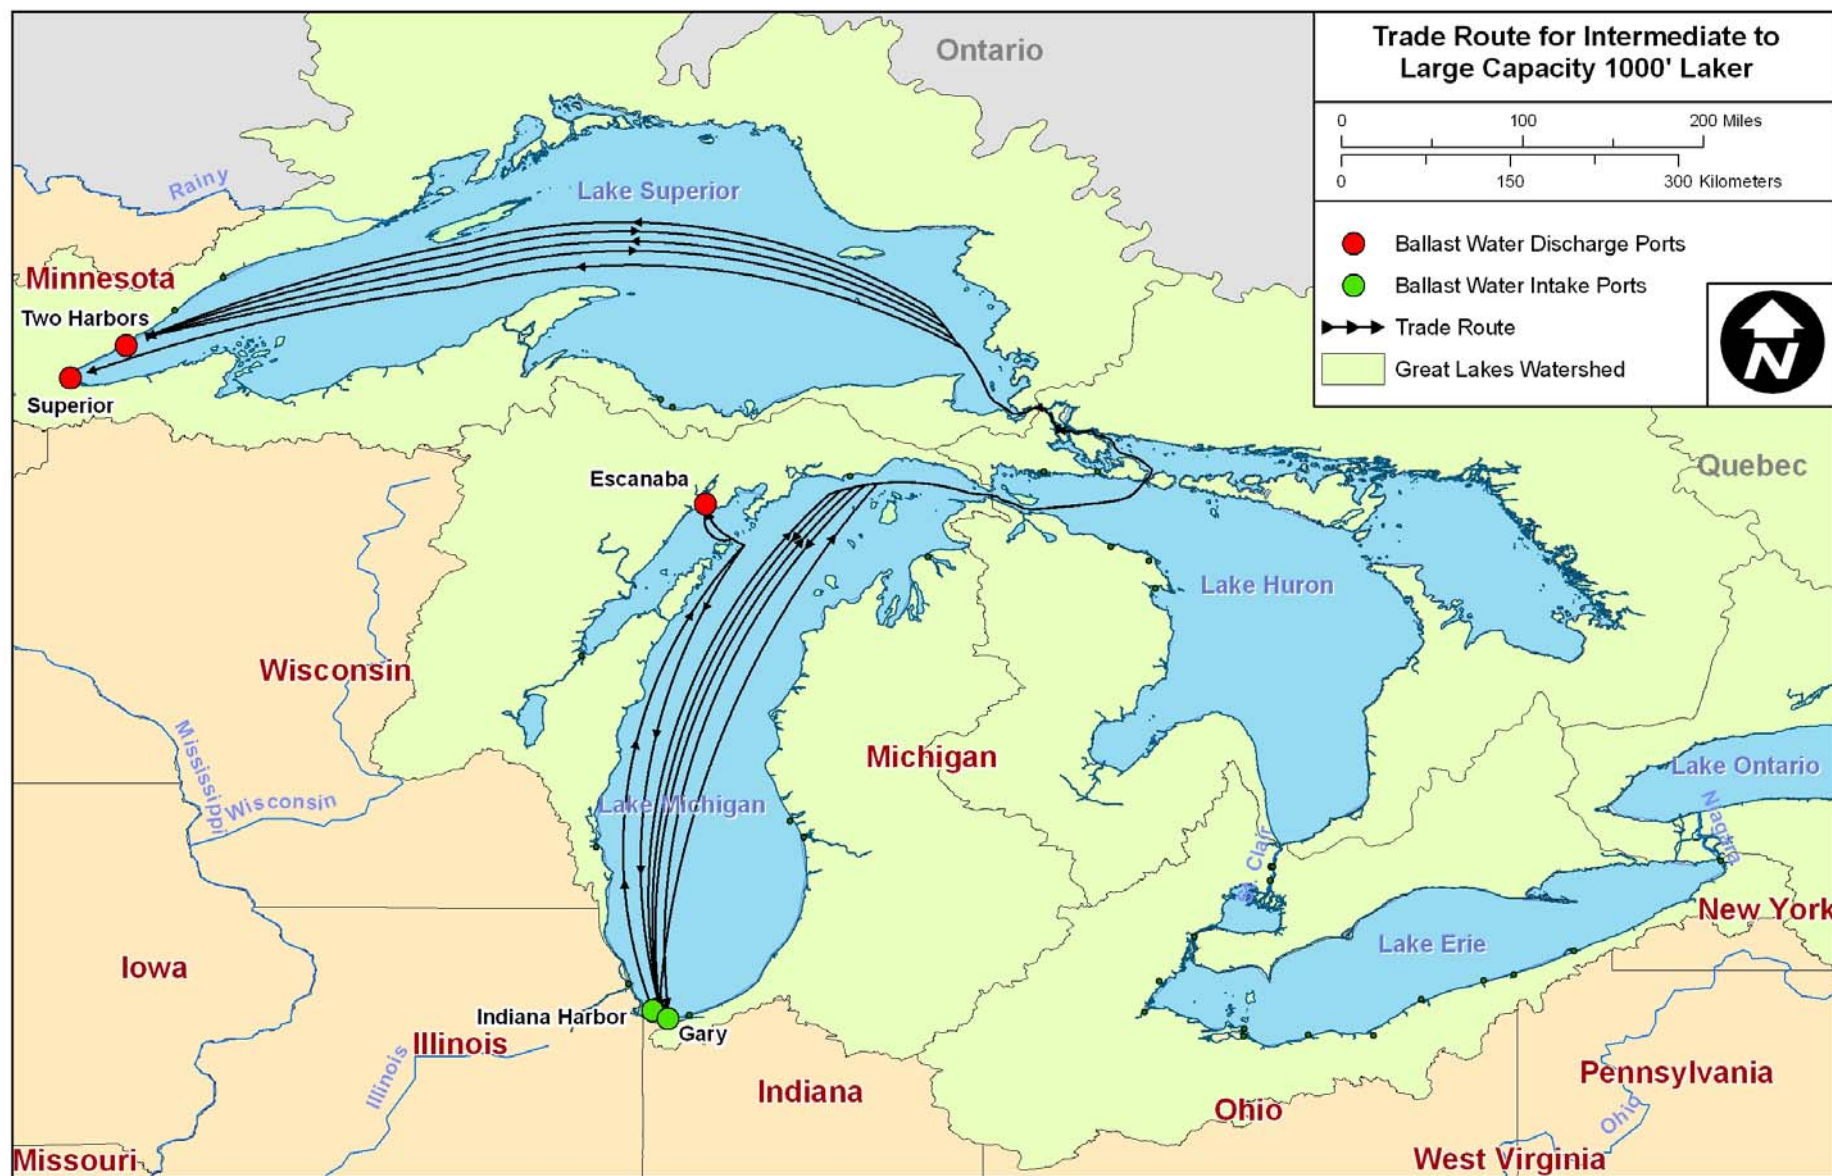 Trade Route for Intermediate to
Large Capacity 1000' Laker
0 100 200 Miles
0 150 300 Kilometers
Ballast Water Discharge Ports
Ballast Water Intake Ports
Trade Route
Great Lakes Watershed
N
Ontario
Rainy
Lake Superior
Minnesota
Two Harbors
Superior
Escanaba
Quebec
Lake Huron
Wisconsin
Mississippi
Wisconsin
Michigan
Lake Michigan
Lake Ontario
Niagara
St. Clair
New York
Lake Erie
Iowa
Indiana Harbor
Gary
Illinois
Illinois
Indiana
Ohio
Pennsylvania
Ohio
Missouri
West Virginia